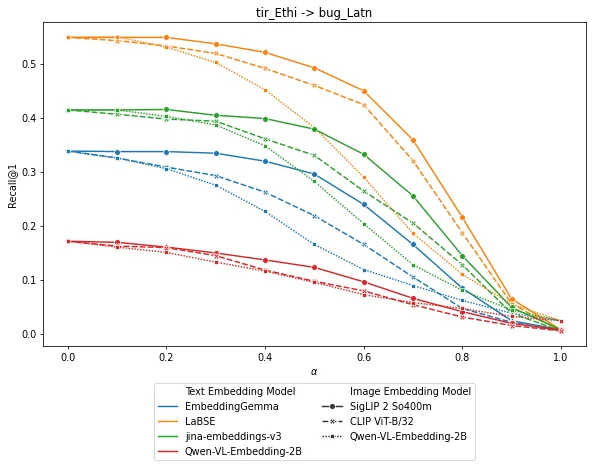 tir_Ethi -> bug_Latn
Recall@1
0.5
0.4
0.3
0.2
0.1
0.0
0.0 0.2 0.4 0.6 0.8 1.0
α
Text Embedding Model
EmbeddingGemma
LaBSE
jina-embeddings-v3
Qwen-VL-Embedding-2B
Image Embedding Model
SigLIP 2 So400m
CLIP ViT-B/32
Qwen-VL-Embedding-2B